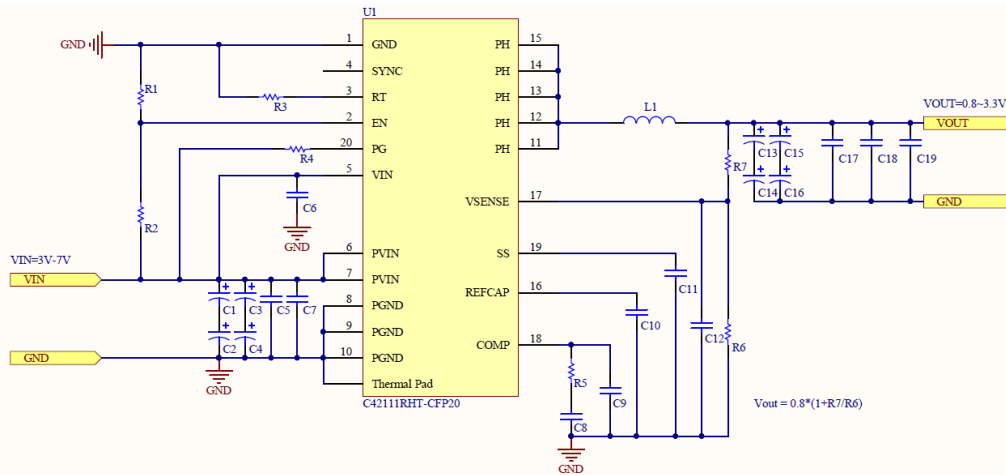 U1
GND
1
GND
PH
15
4
SYNC
PH
14
R1
R3
3
RT
PH
13
L1
VOUT=0.8~3.3V
2
EN
PH
12
VOUT
R4
20
PG
PH
11
C13
C15
C17
C18
C19
R7
5
VIN
C14
C16
C6
R2
VSENSE
17
GND
GND
VIN=3V-7V
6
PVIN
SS
19
VIN
7
PVIN
C11
C1
C3
C5
C7
8
PGND
REFCAP
16
C10
9
PGND
C12
R6
C2
C4
COMP
18
GND
10
PGND
R5
Thermal Pad
GND
C42111RHT-CFP20
C9
Vout = 0.8*(1+R7/R6)
C8
GND